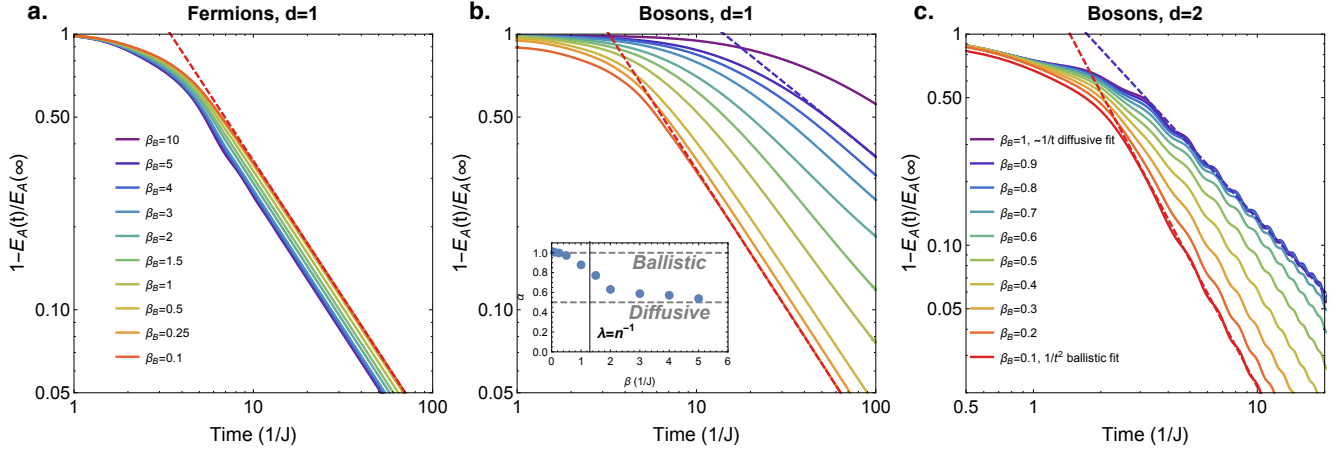 a.
Fermions, d=1
1−E_A(t)/E_A(∞)
1
0.50
0.10
0.05
β_B=10
β_B=5
β_B=4
β_B=3
β_B=2
β_B=1.5
β_B=1
β_B=0.5
β_B=0.25
β_B=0.1
1
10
100
Time (1/J)
b.
Bosons, d=1
1−E_A(t)/E_A(∞)
1
0.50
0.10
0.05
α
1.0
0.8
0.6
0.4
0.2
0.0
Ballistic
Diffusive
λ=n⁻¹
0
1
2
3
4
5
6
β (1/J)
1
10
100
Time (1/J)
c.
Bosons, d=2
1−E_A(t)/E_A(∞)
1
0.50
0.10
0.05
β_B=1, ~1/t diffusive fit
β_B=0.9
β_B=0.8
β_B=0.7
β_B=0.6
β_B=0.5
β_B=0.4
β_B=0.3
β_B=0.2
β_B=0.1, 1/t² ballistic fit
0.5
1
10
Time (1/J)